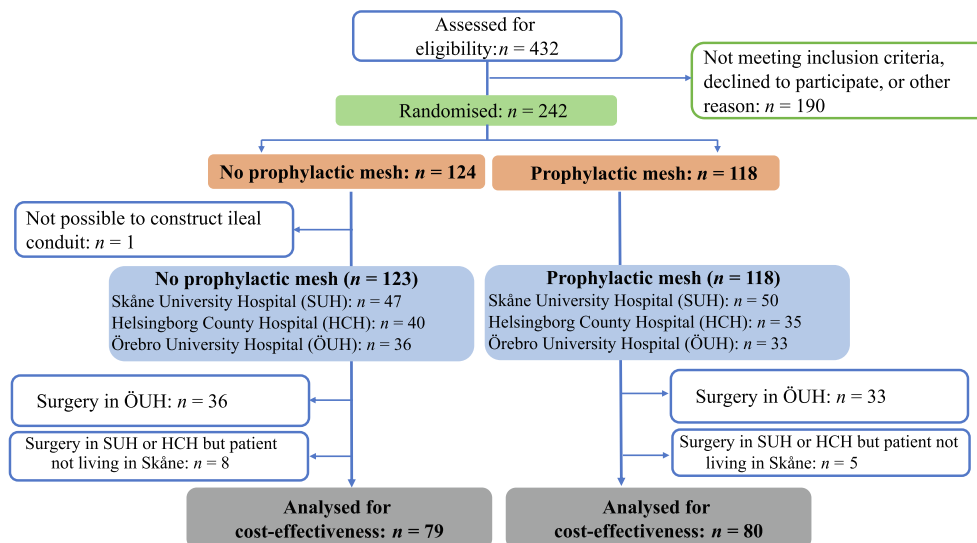 Assessed for
eligibility: n = 432
Not meeting inclusion criteria,
declined to participate, or other
reason: n = 190
Randomised: n = 242
No prophylactic mesh: n = 124
Prophylactic mesh: n = 118
Not possible to construct ileal
conduit: n = 1
No prophylactic mesh (n = 123)
Skåne University Hospital (SUH): n = 47
Helsingborg County Hospital (HCH): n = 40
Örebro University Hospital (ÖUH): n = 36
Prophylactic mesh (n = 118)
Skåne University Hospital (SUH): n = 50
Helsingborg County Hospital (HCH): n = 35
Örebro University Hospital (ÖUH): n = 33
Surgery in ÖUH: n = 36
Surgery in ÖUH: n = 33
Surgery in SUH or HCH but patient
not living in Skåne: n = 8
Surgery in SUH or HCH but patient not
living in Skåne: n = 5
Analysed for
cost-effectiveness: n = 79
Analysed for
cost-effectiveness: n = 80